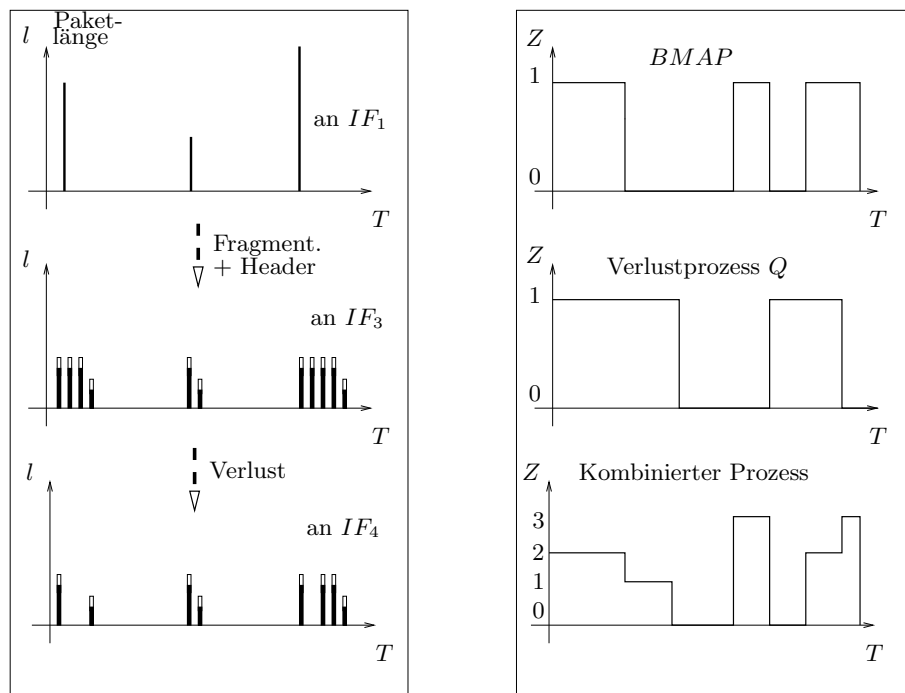 Paket-
l länge
an IF₁
T
Fragment.
+ Header
l
an IF₃
T
Verlust
l
an IF₄
T
Z
BMAP
1
0
T
Verlustprozess Q
Z
1
0
T
Kombinierter Prozess
Z
3
2
1
0
T